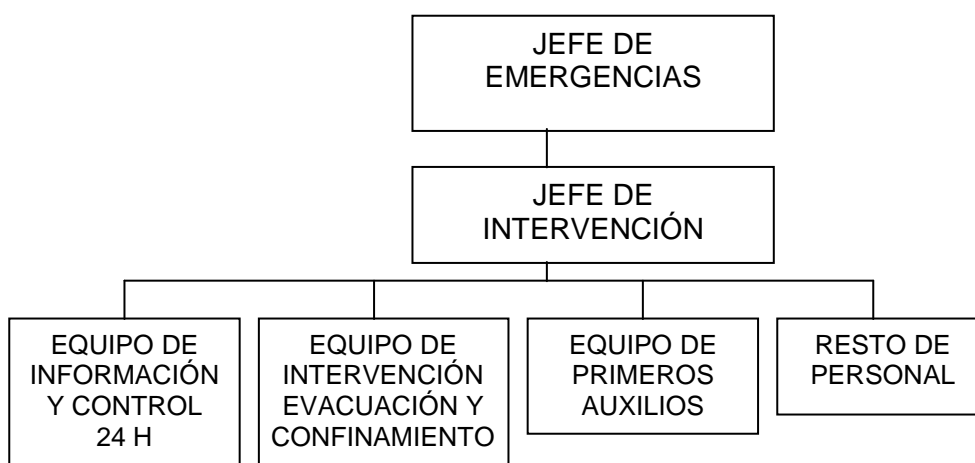 JEFE DE
EMERGENCIAS
JEFE DE
INTERVENCIÓN
EQUIPO DE
INFORMACIÓN
Y CONTROL
24 H
EQUIPO DE
INTERVENCIÓN
EVACUACIÓN Y
CONFINAMIENTO
EQUIPO DE
PRIMEROS
AUXILIOS
RESTO DE
PERSONAL